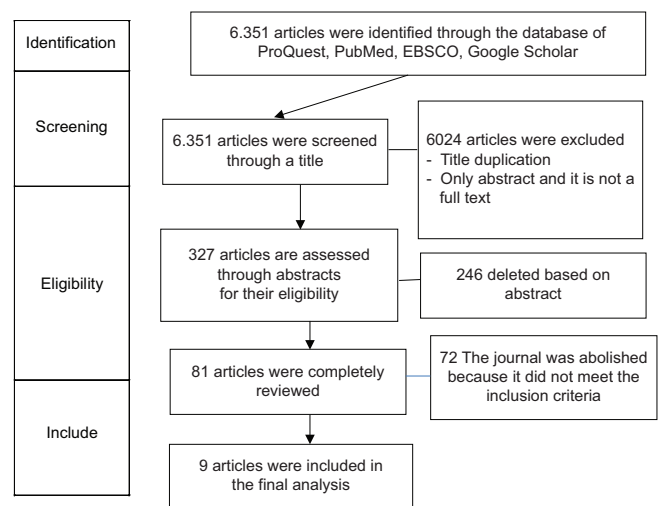 Identification
6.351 articles were identified through the database of
ProQuest, PubMed, EBSCO, Google Scholar
Screening
6.351 articles were screened
through a title
6024 articles were excluded
- Title duplication
- Only abstract and it is not a
full text
Eligibility
327 articles are assessed
through abstracts
for their eligibility
246 deleted based on
abstract
81 articles were completely
reviewed
72 The journal was abolished
because it did not meet the
inclusion criteria
Include
9 articles were included in
the final analysis